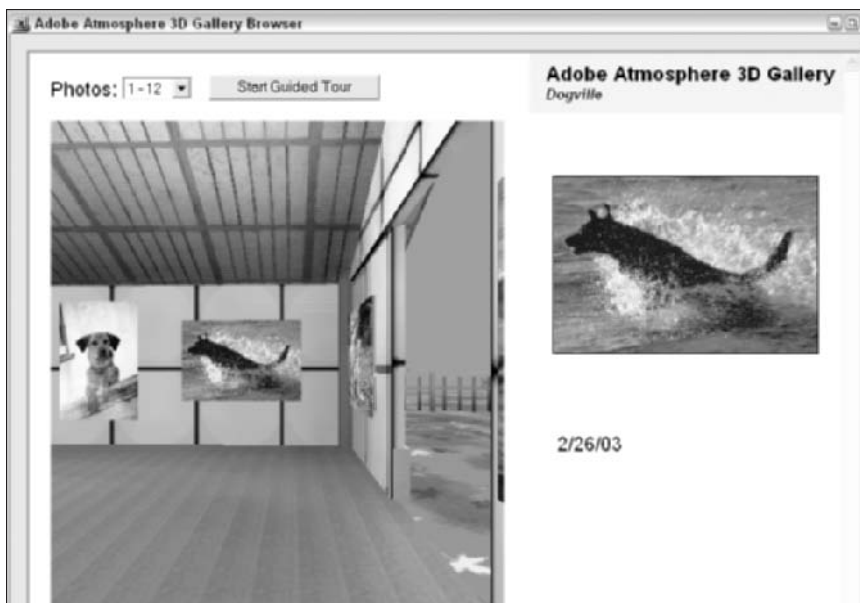 Adobe Atmosphere 3D Gallery Browser
Photos: 1-12 Start Guided Tour
Adobe Atmosphere 3D Gallery
Dogville
2/26/03